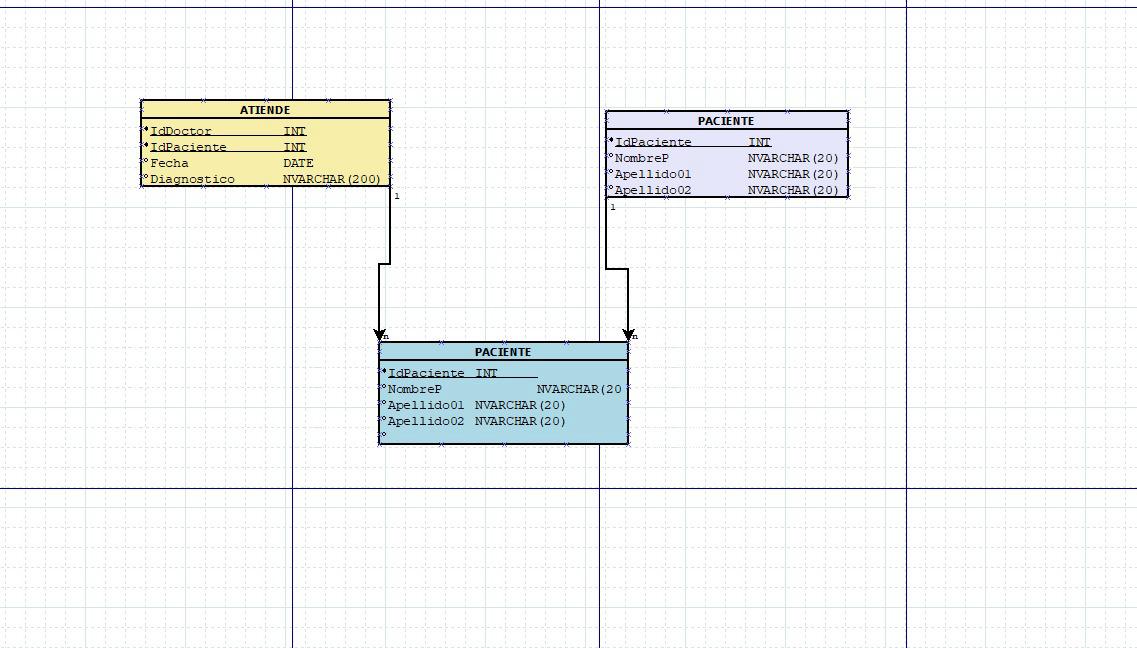 ATIENDE
IdDoctor INT
IdPaciente INT
Fecha DATE
Diagnostico NVARCHAR(200)
1
PACIENTE
IdPaciente INT
NombreP NVARCHAR(20)
Apellido01 NVARCHAR(20)
Apellido02 NVARCHAR(20)
1
n
n
PACIENTE
IdPaciente INT
NombreP NVARCHAR(20
Apellido01 NVARCHAR(20)
Apellido02 NVARCHAR(20)